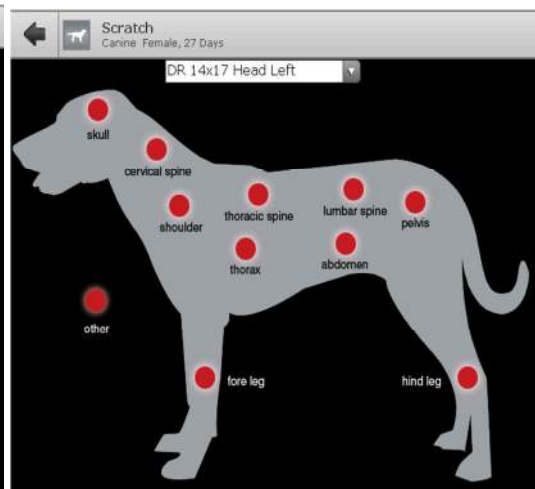 Scratch
Canine Female, 27 Days
DR 14x17 Head Left
skull
cervical spine
shoulder
thoracic spine
lumbar spine
pelvis
thorax
abdomen
other
fore leg
hind leg